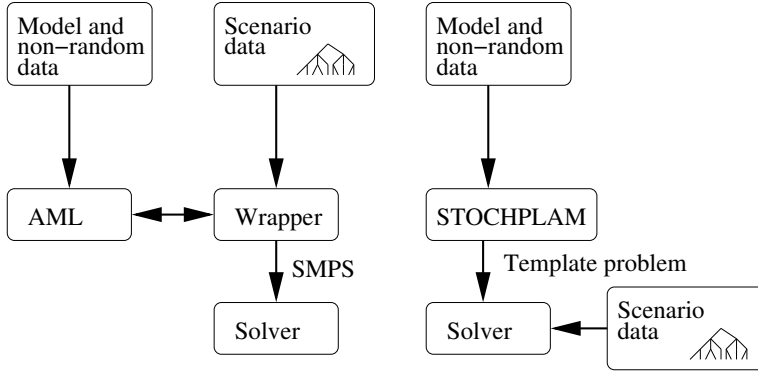 Model and
non−random
data
Scenario
data
AML
Wrapper
SMPS
Solver
Model and
non−random
data
STOCHPLAM
Template problem
Solver
Scenario
data